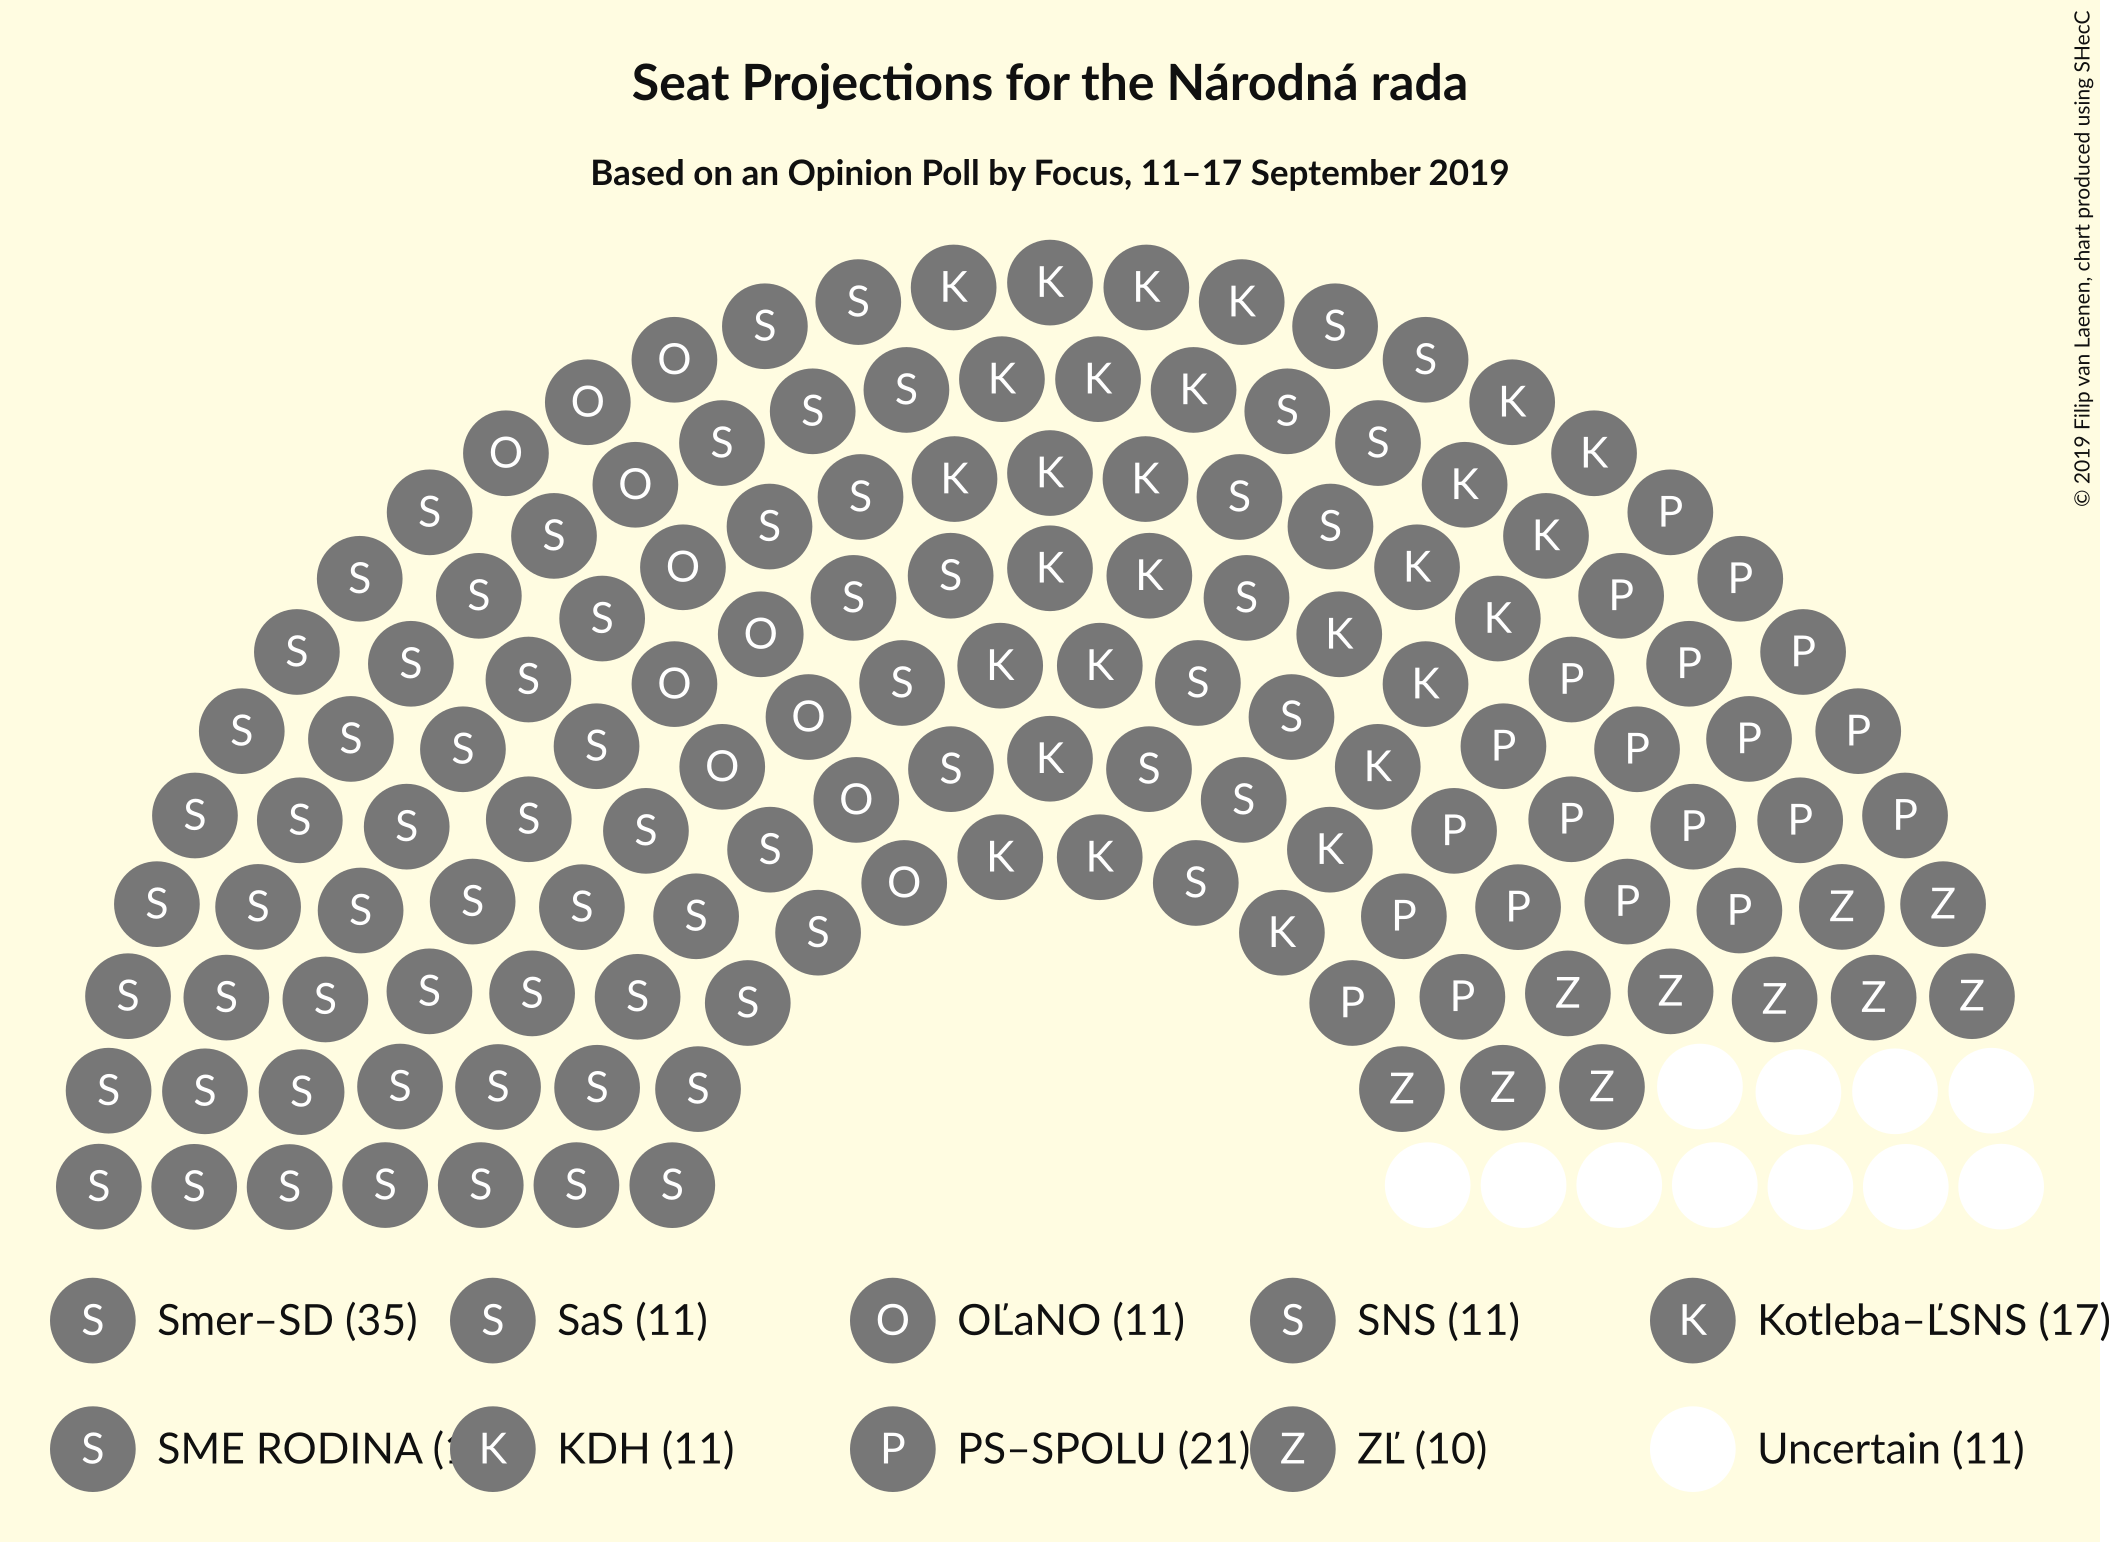 Seat Projections for the Národná rada
Based on an Opinion Poll by Focus, 11–17 September 2019
© 2019 Filip van Laenen, chart produced using SHecC
K K K K
S S S S
O K K K S K
O S S S S K
O S K K K S K
S O S S S K P
S S O S K K S K K P
S S S O S S K K P P
S S S O S K K S S K P P P
S S S S O O S K S S K P P P P
S S S S S S O K K S K P P P P P
S S S S S S S O S K P P P P Z Z
S S S S S S S P P Z Z Z Z Z
S S S S S S S Z Z Z
S S S S S S S
S Smer–SD (35) S SaS (11) O OĽaNO (11) S SNS (11) K Kotleba–ĽSNS (17)
S SME RODINA ( K KDH (11) P PS–SPOLU (21) Z ZĽ (10) Uncertain (11)